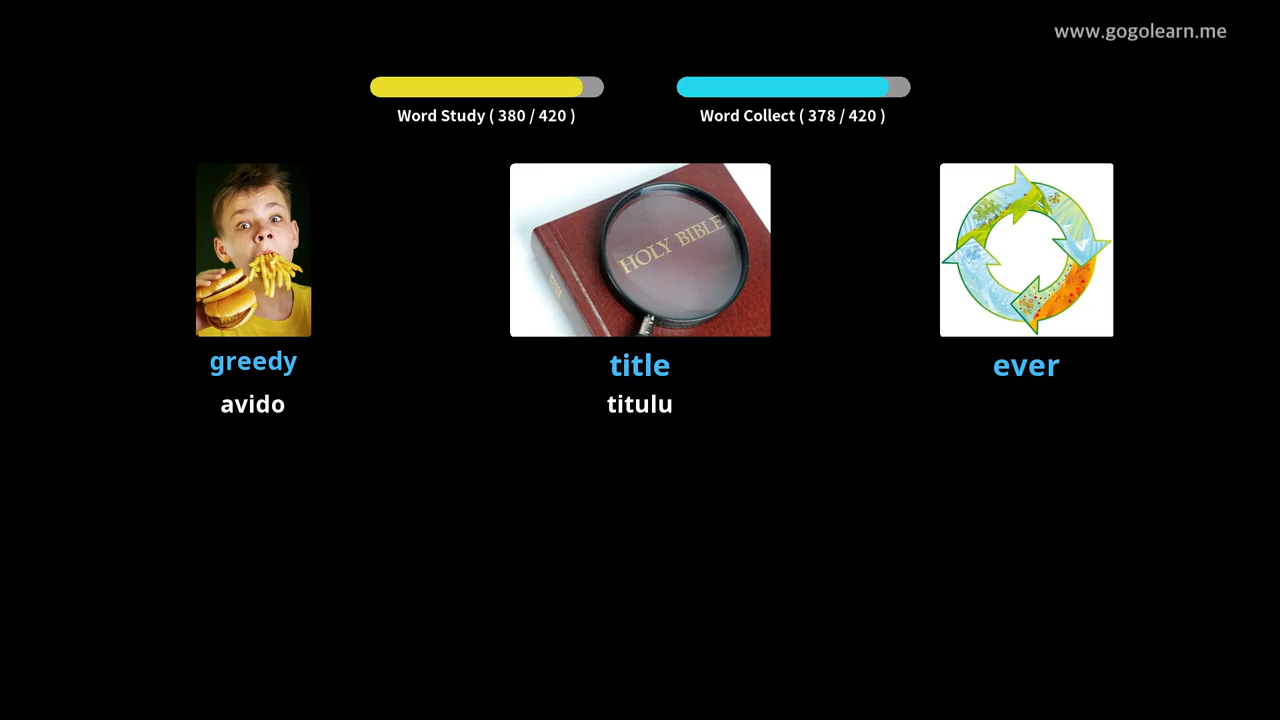 www.gogolearn.me
Word Study ( 380 / 420 )
Word Collect ( 378 / 420 )
HOLY BIBLE
greedy
title
ever
avido
titulu